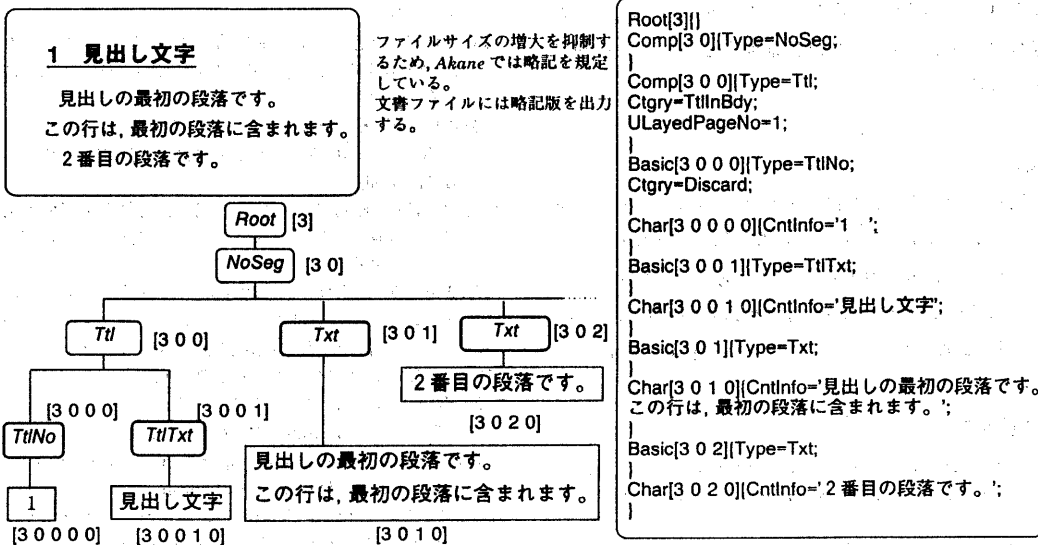 1 見出し文字
見出しの最初の段落です。
この行は, 最初の段落に含まれます。
2番目の段落です。
ファイルサイズの増大を抑制す
るため, Akane では略記を規定
している。
文書ファイルには略記版を出力
する。
Root [3]
NoSeg [3 0]
Ttl [3 0 0]
Txt [3 0 1]
Txt [3 0 2]
2番目の段落です。
[3 0 2 0]
[3 0 0 0]
[3 0 0 1]
TtlNo
TtlTxt
見出しの最初の段落です。
この行は, 最初の段落に含まれます。
1
見出し文字
[3 0 0 0 0]
[3 0 0 1 0]
[3 0 1 0]
Root[3]{}
Comp[3 0]{Type=NoSeg;
}
Comp[3 0 0]{Type=Ttl;
Ctgry=TtlInBdy;
ULayedPageNo=1;
}
Basic[3 0 0 0]{Type=TtlNo;
Ctgry=Discard;
}
Char[3 0 0 0 0]{CntInfo='1 ';
}
Basic[3 0 0 1]{Type=TtlTxt;
}
Char[3 0 0 1 0]{CntInfo='見出し文字';
}
Basic[3 0 1]{Type=Txt;
}
Char[3 0 1 0]{CntInfo='見出しの最初の段落です。
この行は, 最初の段落に含まれます。';
}
Basic[3 0 2]{Type=Txt;
}
Char[3 0 2 0]{CntInfo='2番目の段落です。';
}